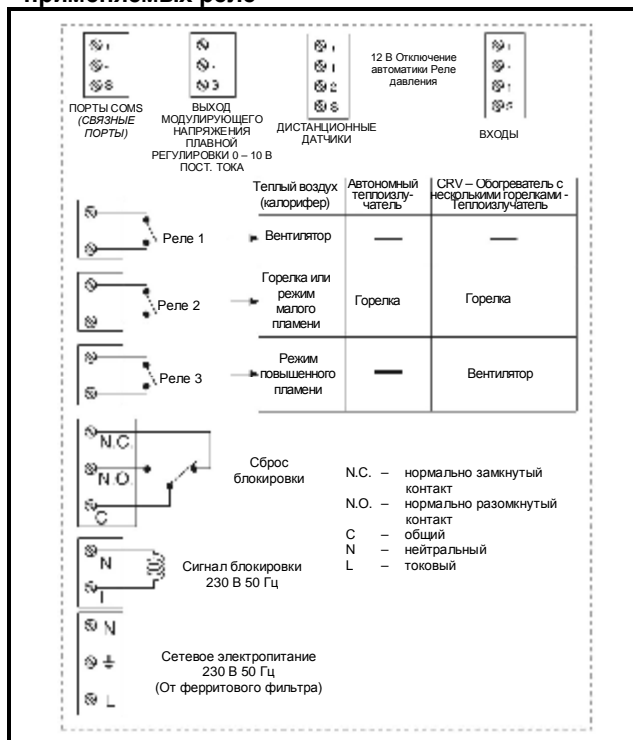 применяемых реле
ПОРТЫ COMS
(СВЯЗНЫЕ
ПОРТЫ)
ВЫХОД
МОДУЛИРУЮЩЕГО
НАПРЯЖЕНИЯ
ПЛАВНОЙ
РЕГУЛИРОВКИ 0 – 10 В
ПОСТ. ТОКА
ДИСТАНЦИОННЫЕ
ДАТЧИКИ
12 В Отключение
автоматики Реле
давления
ВХОДЫ
Теплый воздух
(калорифер)
Автономный
теплоизлу-
чатель
CRV – Обогреватель с
несколькими горелками -
Теплоизлучатель
Реле 1
Вентилятор
—
—
Реле 2
Горелка или
режим
малого
пламени
Горелка
Горелка
Реле 3
Режим
повышенного
пламени
—
Вентилятор
N.C.
N.O.
C
Сброс
блокировки
N.C. – нормально замкнутый
контакт
N.O. – нормально разомкнутый
контакт
C – общий
N – нейтральный
L – токовый
N
Сигнал блокировки
230 В 50 Гц
N
L
Сетевое электропитание
230 В 50 Гц
(От ферритового фильтра)